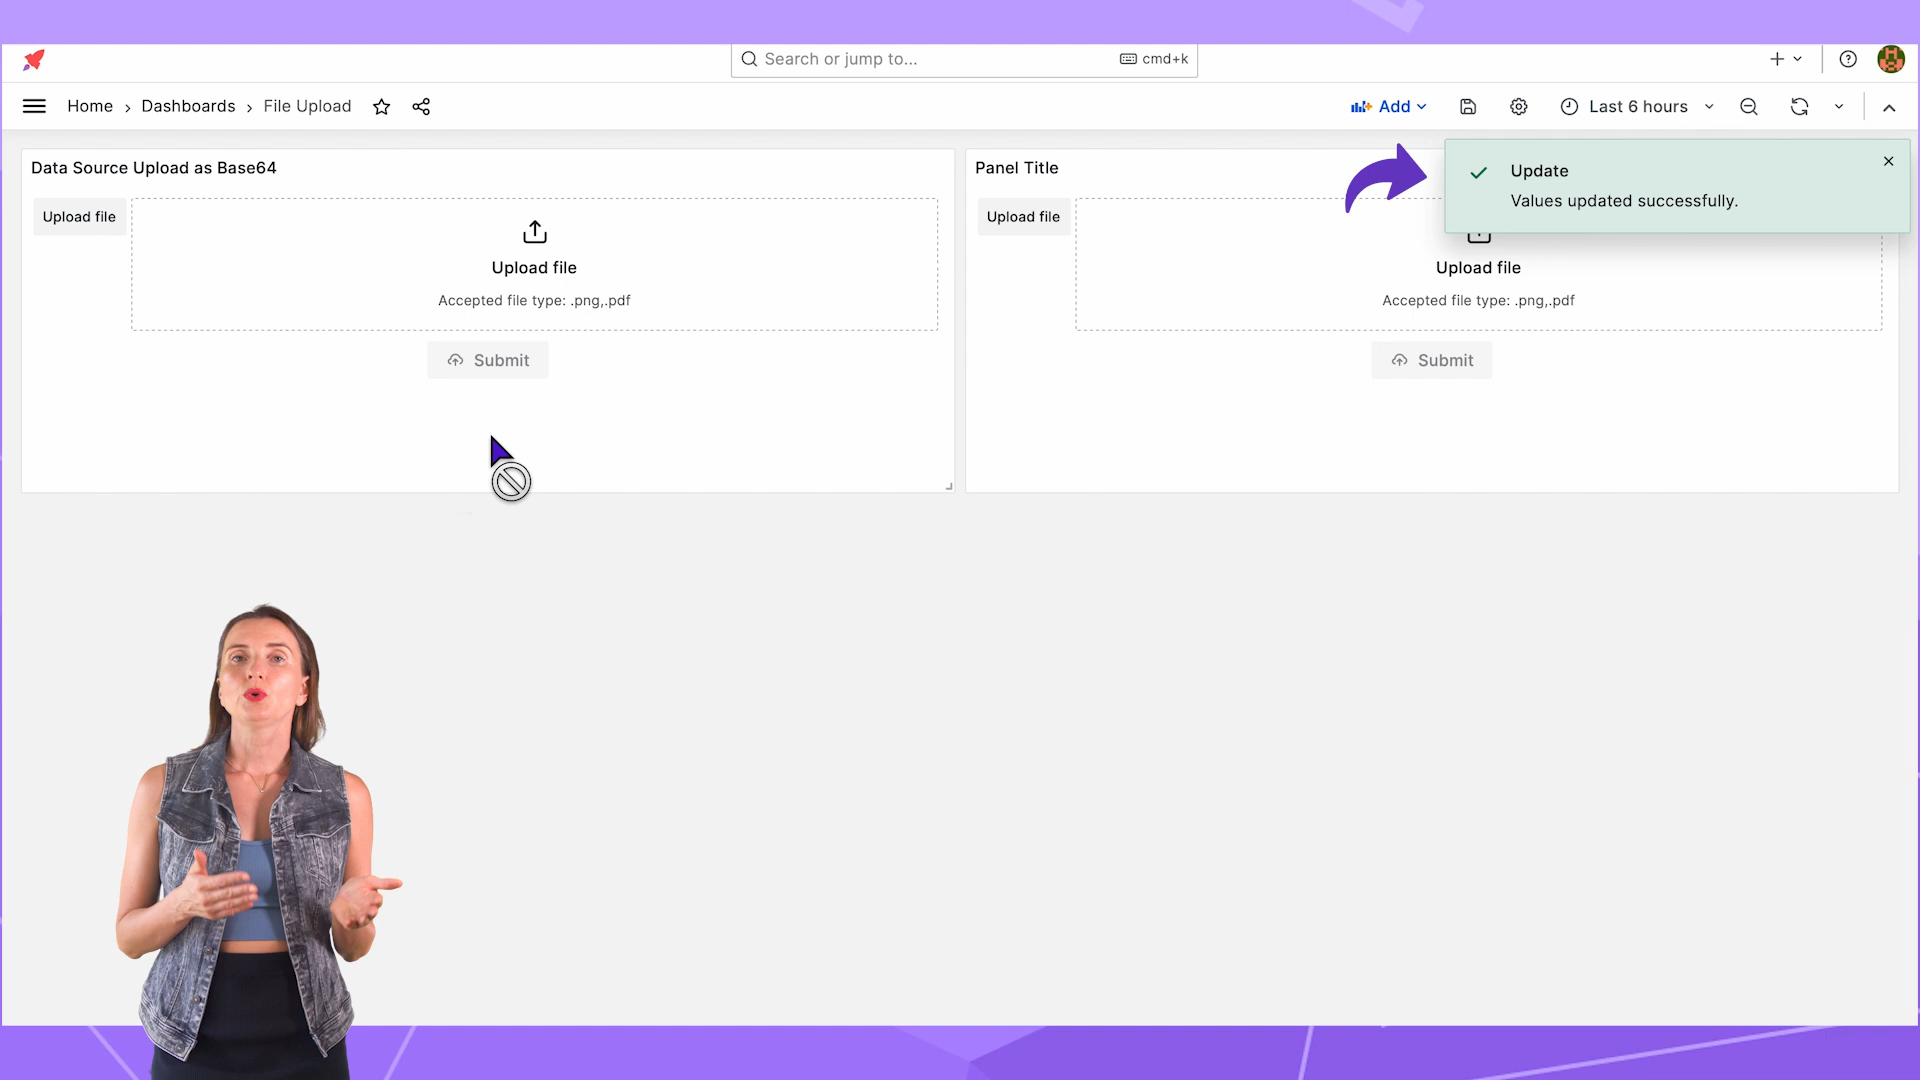 Search or jump to...
cmd+k
Home
Dashboards
File Upload
Add
Last 6 hours
Data Source Upload as Base64
Upload file
Upload file
Accepted file type: .png,.pdf
Submit
Panel Title
Upload file
Upload file
Accepted file type: .png,.pdf
Submit
Update
Values updated successfully.